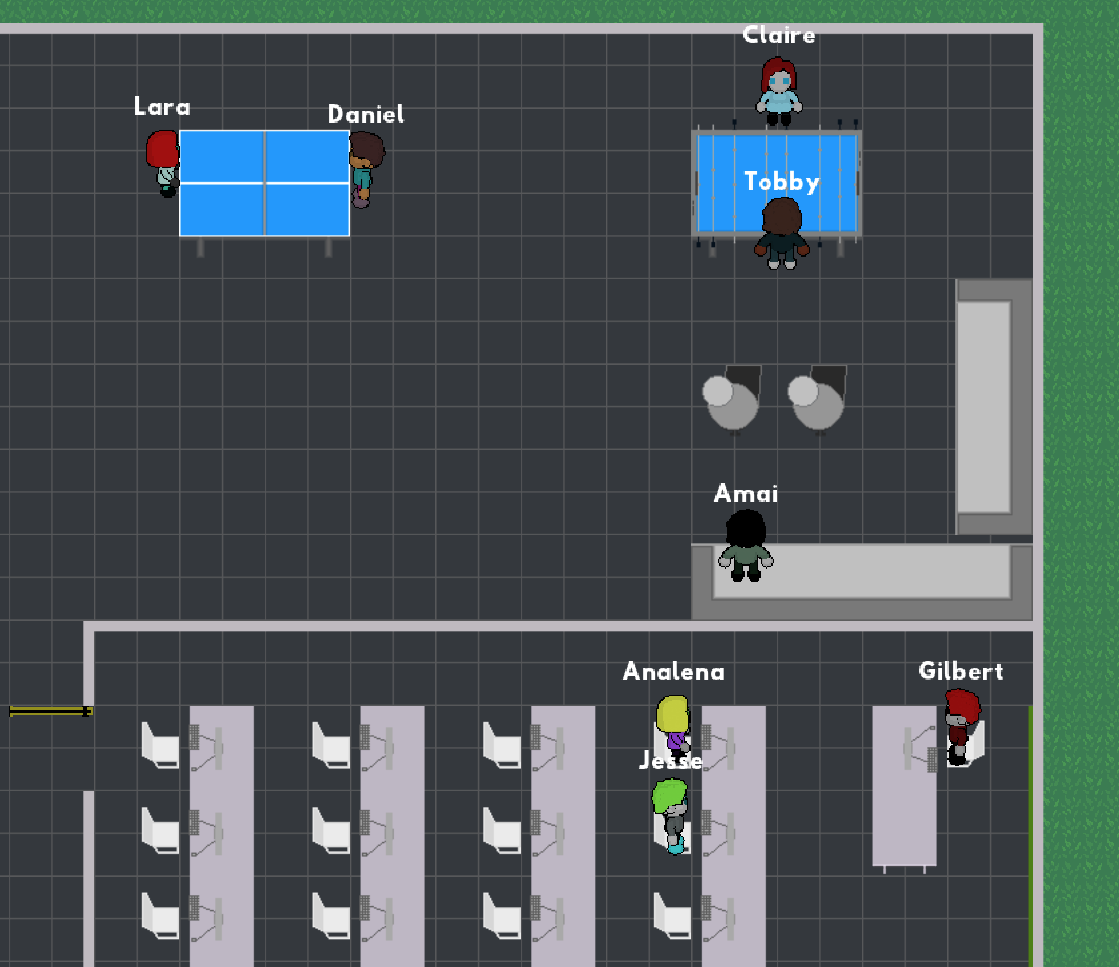 Claire
Lara
Daniel
Tobby
Amai
Analena
Gilbert
Jesse